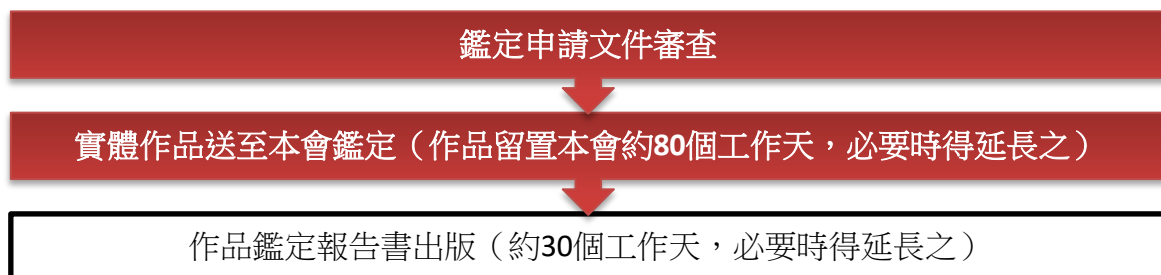 鑑定申請文件審查
實體作品送至本會鑑定（作品留置本會約80個工作天，必要時得延長之）
作品鑑定報告書出版（約30個工作天，必要時得延長之）